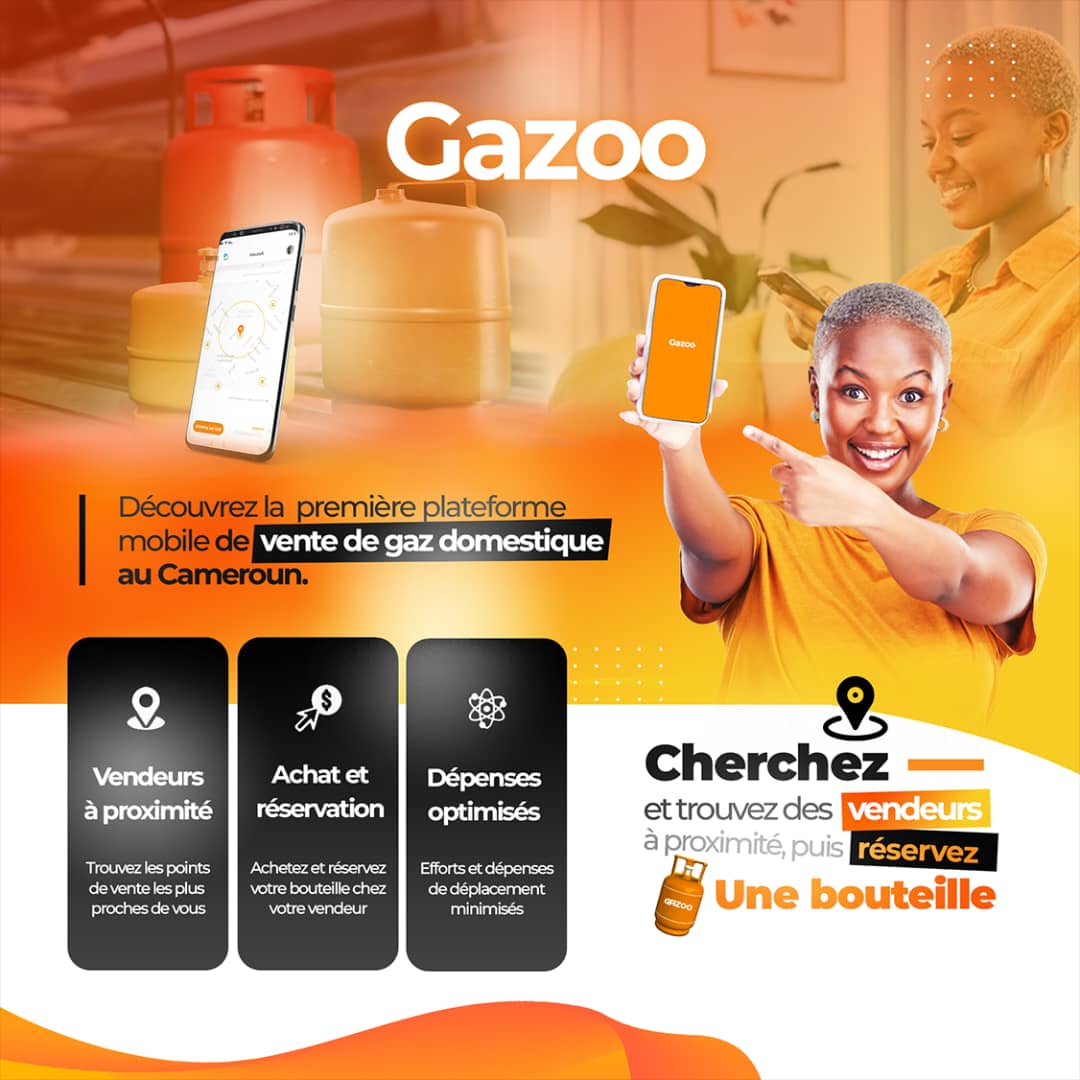 Gazoo
Gazoo
Découvrez la première plateforme
mobile de vente de gaz domestique
au Cameroun.
Vendeurs
à proximité
Trouvez les points
de vente les plus
proches de vous
Achat et
réservation
Achetez et réservez
votre bouteille chez
votre vendeur
Dépenses
optimisés
Efforts et dépenses
de déplacement
minimisés
Cherchez
et trouvez des vendeurs
à proximité, puis réservez
Une bouteille
GAZOO